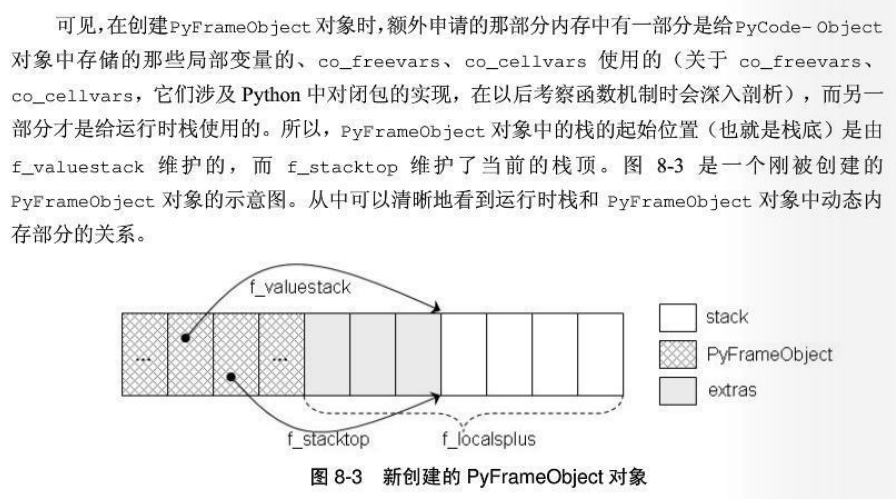 可见,在创建PyFrameObject 对象时,额外申请的那部分内存中有一部分是给PyCode- Object
对象中存储的那些局部变量的、co_freevars、co_cellvars 使用的（关于 co_freevars、
co_cellvars，它们涉及 Python 中对闭包的实现，在以后考察函数机制时会深入剖析），而另一
部分才是给运行时栈使用的。所以，PyFrameObject 对象中的栈的起始位置（也就是栈底）是由
f_valuestack 维护的，而 f_stacktop 维护了当前的栈顶。图 8-3 是一个刚被创建的
PyFrameObject 对象的示意图。从中可以清晰地看到运行时栈和 PyFrameObject 对象中动态内
存部分的关系。
f_valuestack
stack
...
...
PyFrameObject
extras
f_stacktop
f_localsplus
图 8-3 新创建的 PyFrameObject 对象